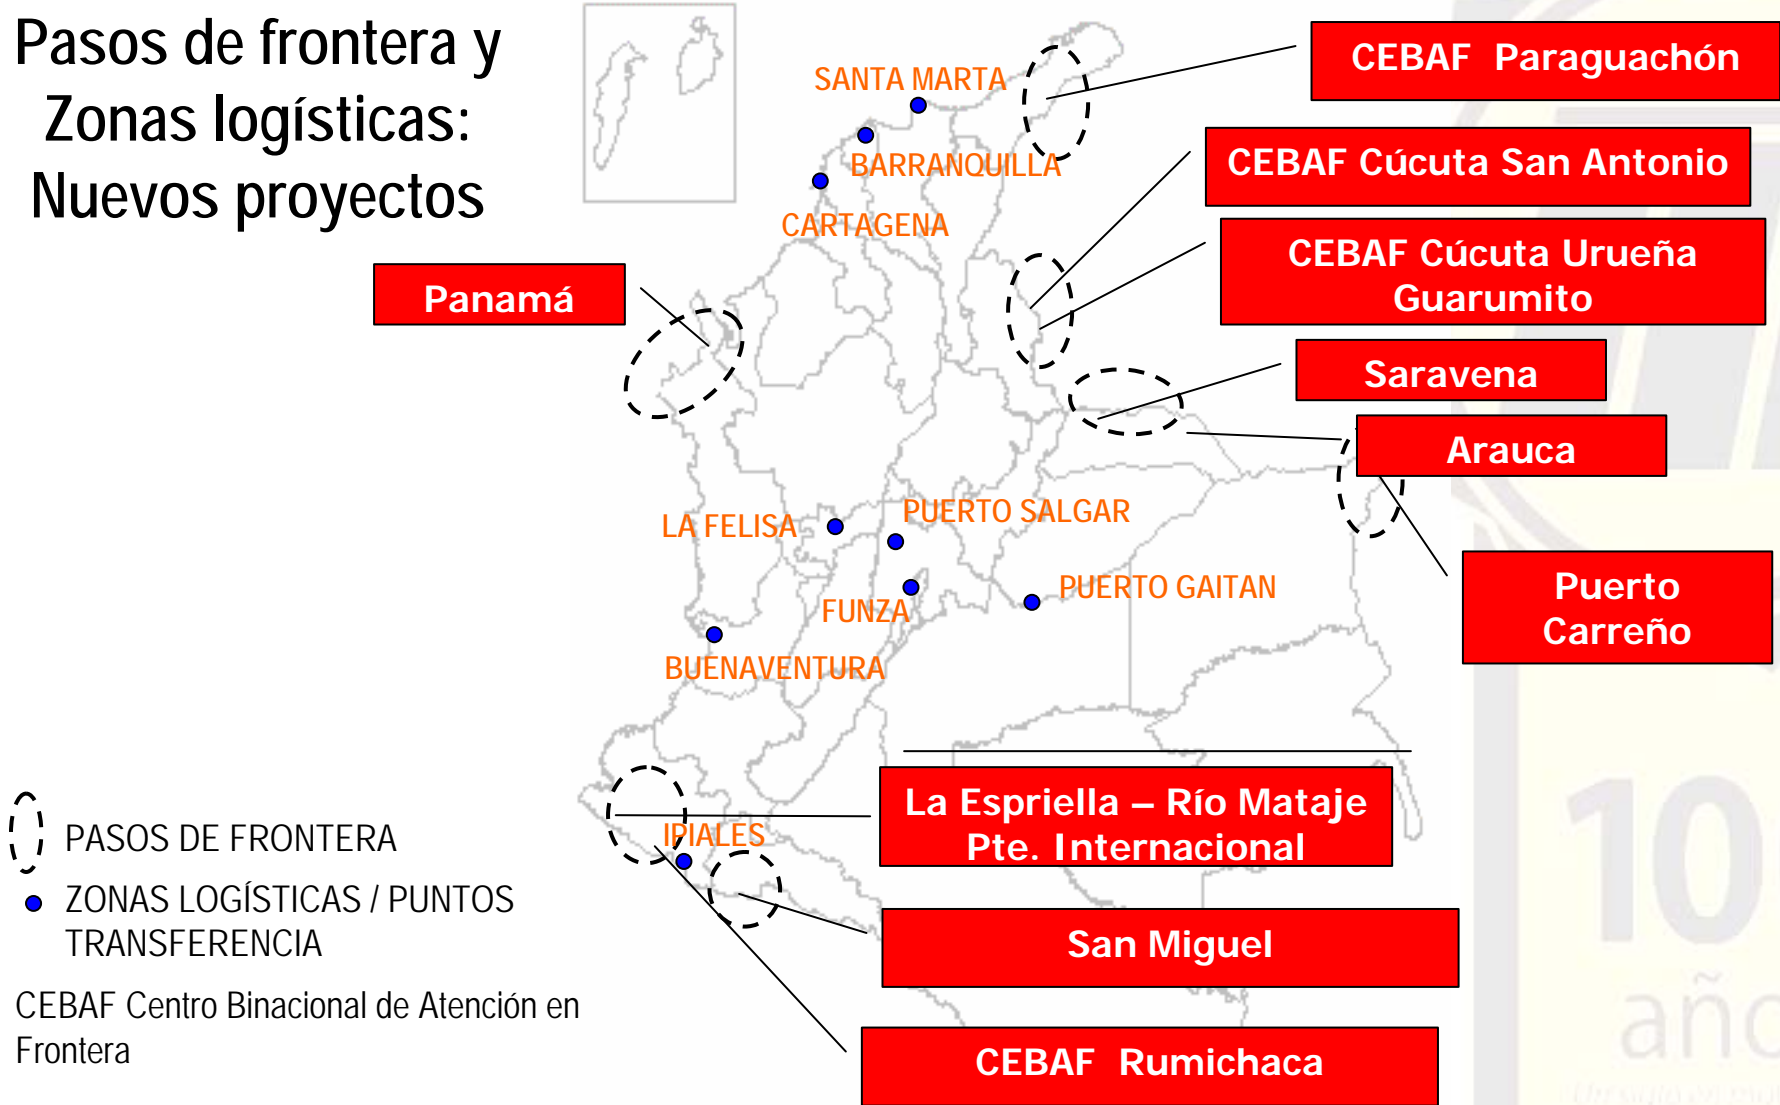 Pasos de frontera y
Zonas logísticas:
Nuevos proyectos
CEBAF Paraguachón
SANTA MARTA
BARRANQUILLA
CEBAF Cúcuta San Antonio
CARTAGENA
CEBAF Cúcuta Urueña
Guarumito
Panamá
Saravena
Arauca
LA FELISA
PUERTO SALGAR
PUERTO GAITAN
FUNZA
Puerto
Carreño
BUENAVENTURA
La Espriella – Río Mataje
Pte. Internacional
IPIALES
PASOS DE FRONTERA
ZONAS LOGÍSTICAS / PUNTOS
TRANSFERENCIA
San Miguel
CEBAF Centro Binacional de Atención en
Frontera
CEBAF Rumichaca
10